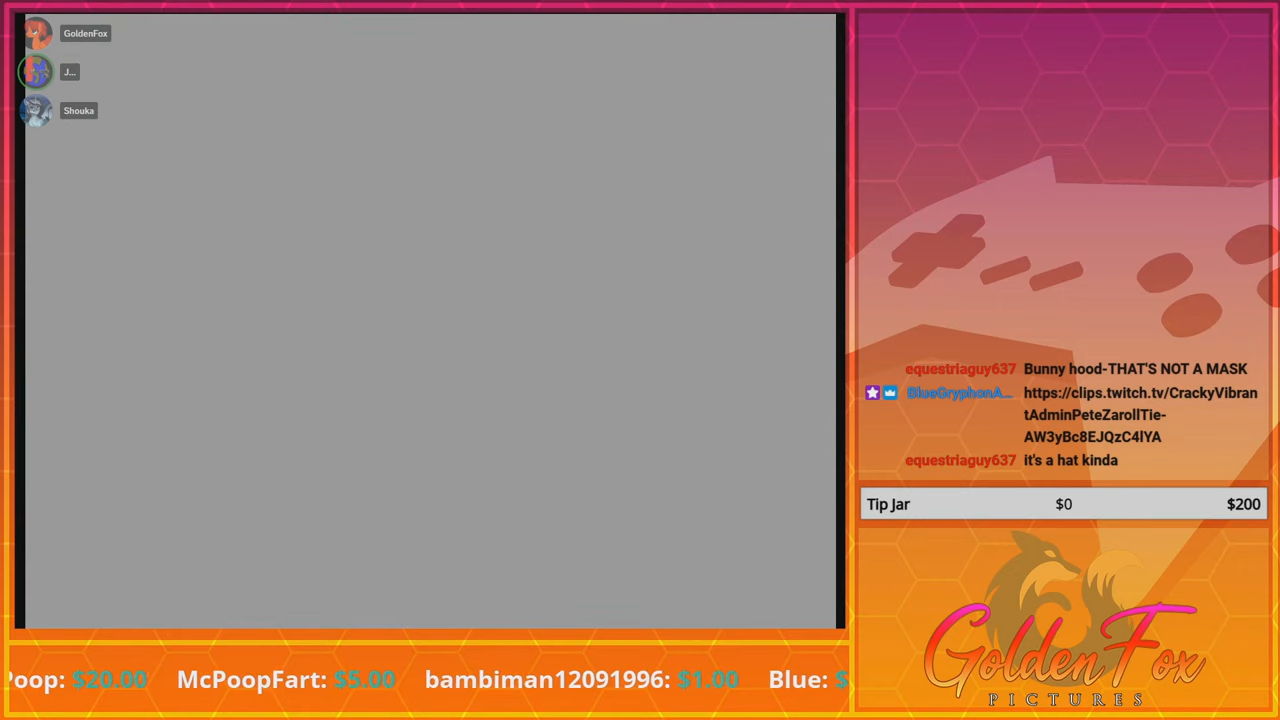 GoldenFox
J...
Shouka
equestriaguy637 Bunny hood-THAT'S NOT A MASK
BlueGryphonA... https://clips.twitch.tv/CrackyVibran
tAdminPeteZarollTie-
AW3yBc8EJQzC4lYA
equestriaguy637 it's a hat kinda
Tip Jar $0 $200
GoldenFox
PICTURES
Poop: $20.00 McPoopFart: $5.00 bambiman12091996: $1.00 Blue: $